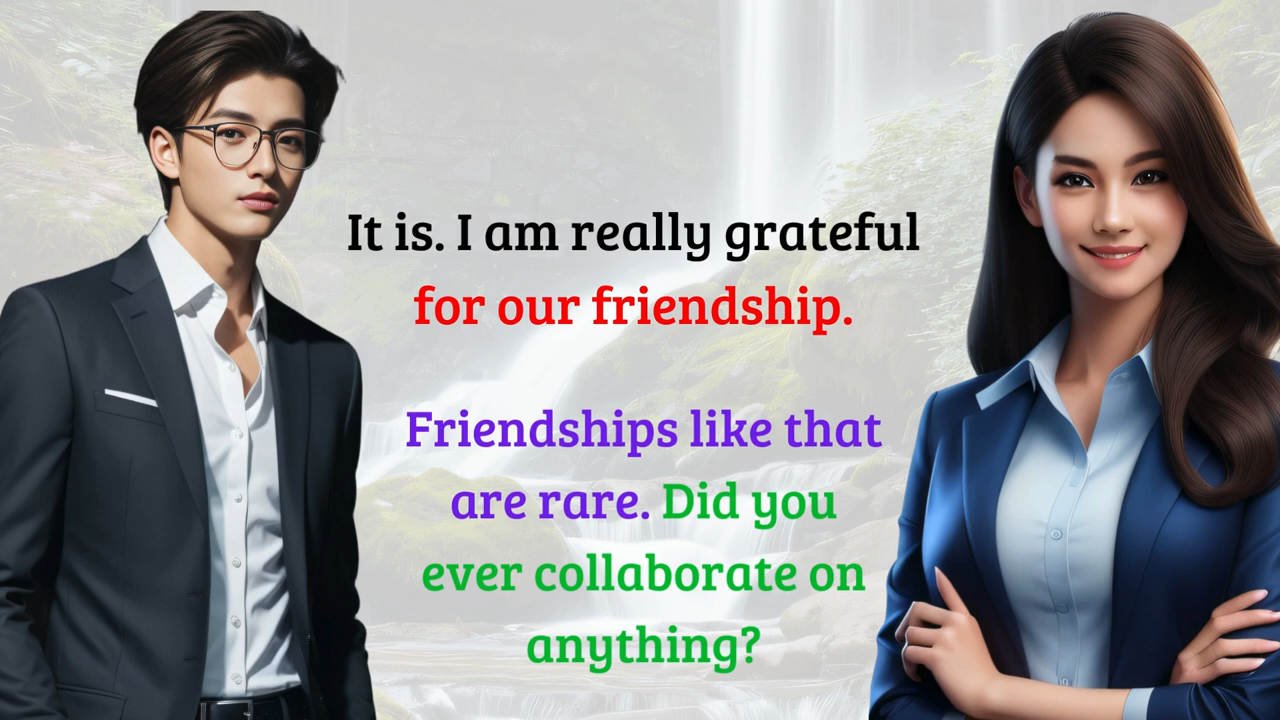 It is. I am really grateful
for our friendship.
Friendships like that
are rare. Did you
ever collaborate on
anything?